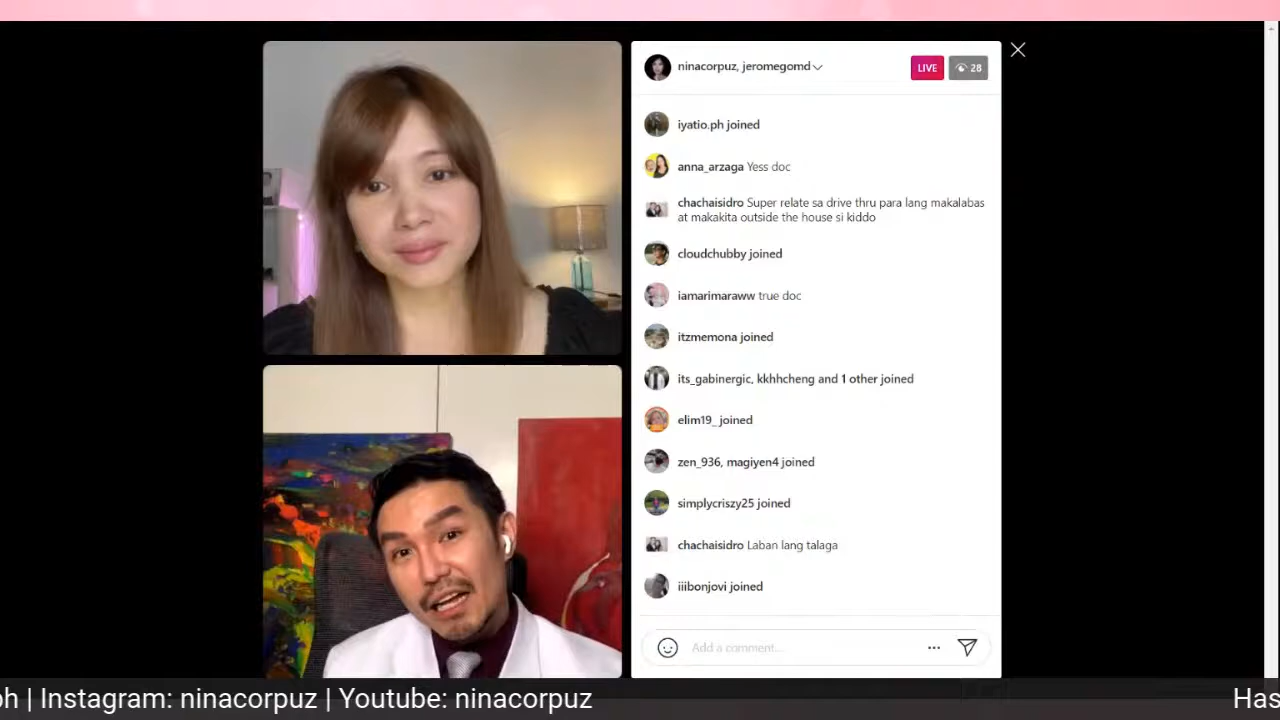 ninacorpuz, jeromegomd
LIVE
28
iyatio.ph joined
anna_arzaga Yess doc
chachaisidro Super relate sa drive thru para lang makalabas
at makakita outside the house si kiddo
cloudchubby joined
iamarimaraww true doc
itzmemona joined
its_gabinergic, kkhhcheng and 1 other joined
elim19_ joined
zen_936, magiyen4 joined
simplycriszy25 joined
chachaisidro Laban lang talaga
iiibonjovi joined
Add a comment...
ph | Instagram: ninacorpuz | Youtube: ninacorpuz
Has